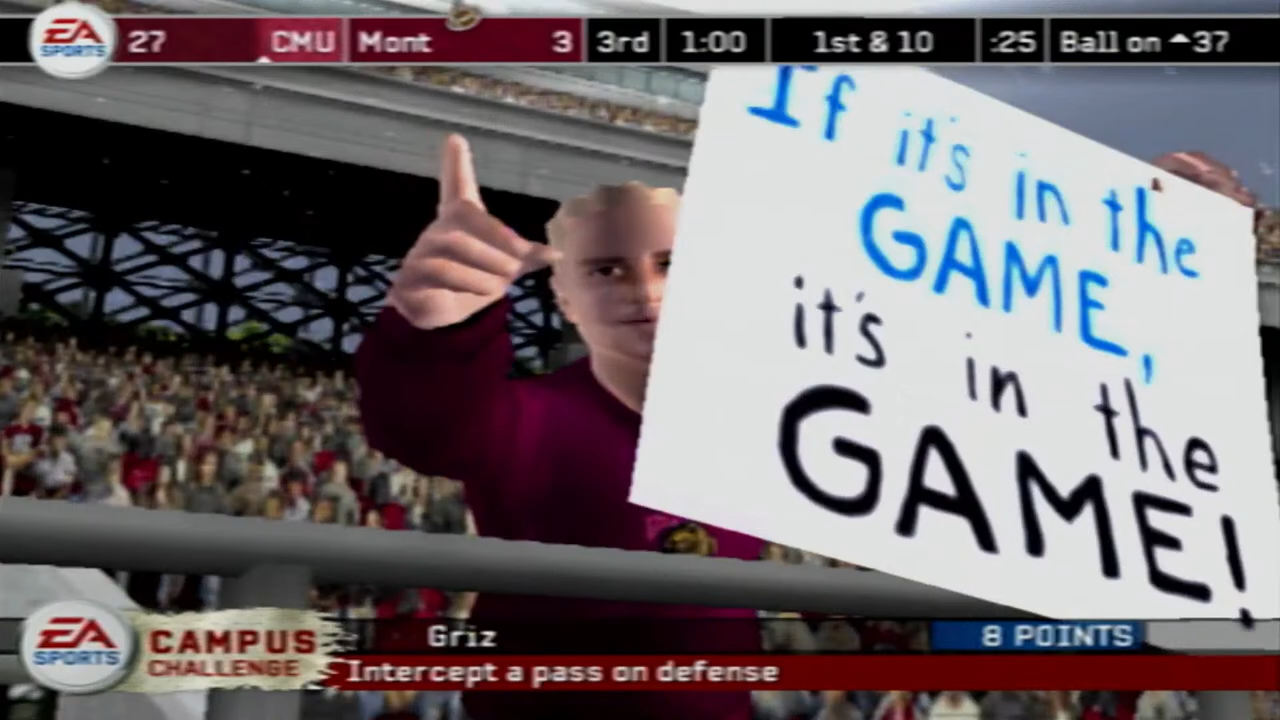 EA SPORTS 27 CMU Mont 3 3rd 1:00 1st & 10 :25 Ball on 37
If it's in the
GAME,
it's in the
GAME!
EA SPORTS CAMPUS CHALLENGE
Griz 8 POINTS
Intercept a pass on defense